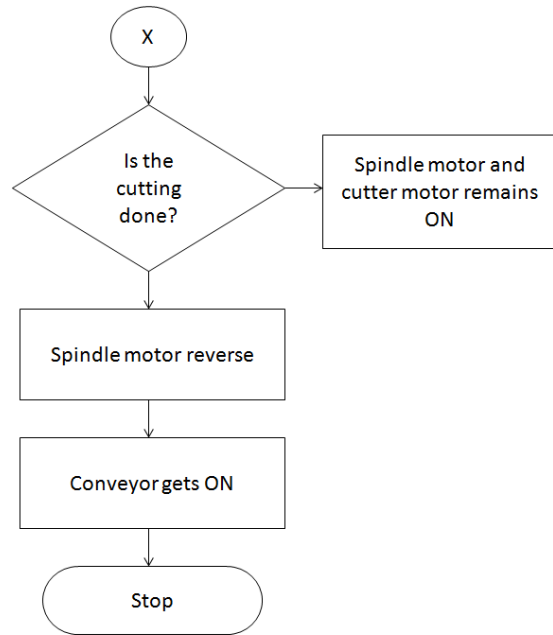 X
Is the
cutting
done?
Spindle motor and
cutter motor remains
ON
Spindle motor reverse
Conveyor gets ON
Stop